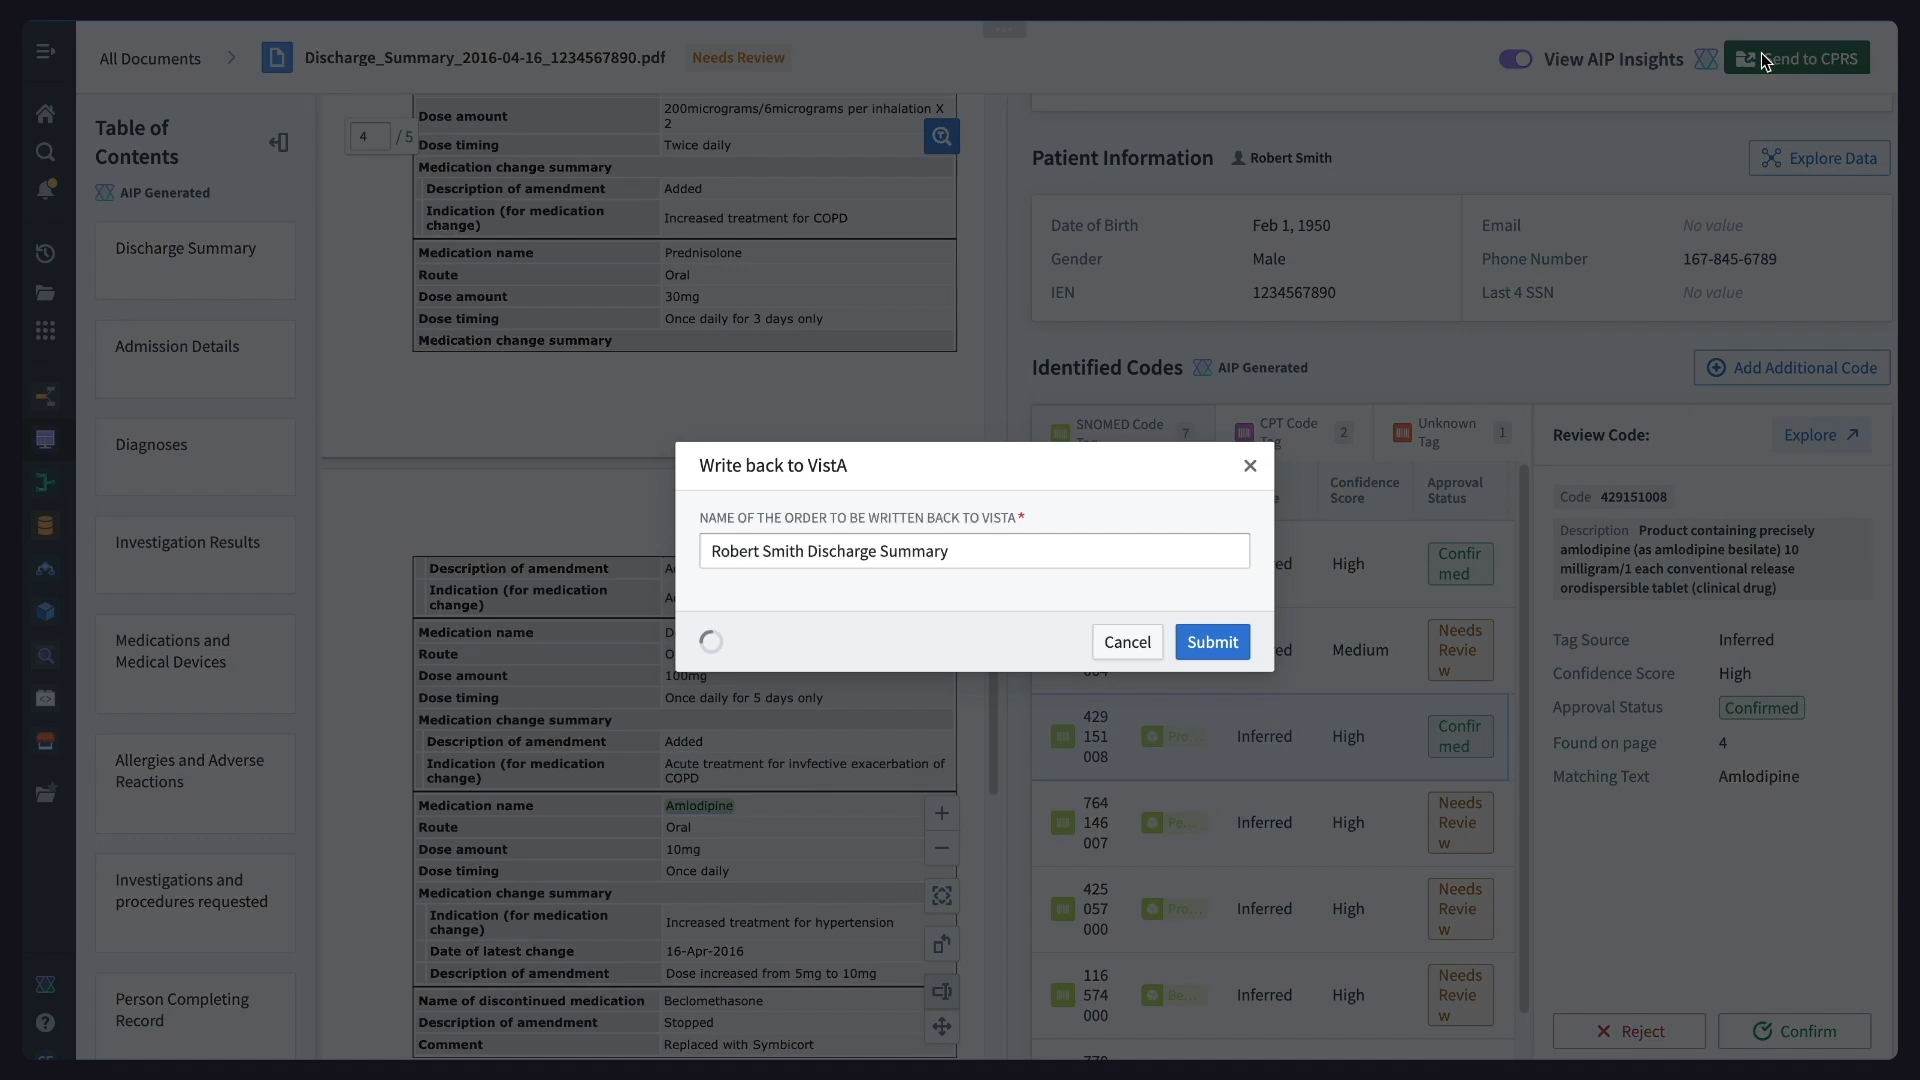 All Documents
Discharge_Summary_2016-04-16_1234567890.pdf
Needs Review
View AIP Insights
end to CPRS
Table of
Contents
AIP Generated
Discharge Summary
Admission Details
Diagnoses
Investigation Results
Medications and
Medical Devices
Allergies and Adverse
Reactions
Investigations and
procedures requested
Person Completing
Record
4 / 5
Dose amount
200micrograms/6micrograms per inhalation X
2
Dose timing Twice daily
Medication change summary
Description of amendment Added
Indication (for medication
change)
Increased treatment for COPD
Medication name Prednisolone
Route Oral
Dose amount 30mg
Dose timing Once daily for 3 days only
Medication change summary
Description of amendment
Indication (for medication
change)
Medication name
Route
Dose amount 100mg
Dose timing Once daily for 5 days only
Medication change summary
Description of amendment Added
Indication (for medication
change)
Acute treatment for invfective exacerbation of
COPD
Medication name Amlodipine
Route Oral
Dose amount 10mg
Dose timing Once daily
Medication change summary
Indication (for medication
change)
Increased treatment for hypertension
Date of latest change 16-Apr-2016
Description of amendment Dose increased from 5mg to 10mg
Name of discontinued medication Beclomethasone
Description of amendment Stopped
Comment Replaced with Symbicort
Write back to VistA
NAME OF THE ORDER TO BE WRITTEN BACK TO VISTA*
Robert Smith Discharge Summary
Cancel
Submit
Patient Information
Robert Smith
Explore Data
Date of Birth Feb 1, 1950
Gender Male
IEN 1234567890
Email No value
Phone Number 167-845-6789
Last 4 SSN No value
Identified Codes
AIP Generated
Add Additional Code
SNOMED Code
7
CPT Code
Tag
2
Unknown
Tag
1
Confidence
Score
Approval
Status
High
Confir
med
Medium
Needs
Revie
w
429
151
008
Pro...
Inferred
High
Confir
med
764
146
007
Pe...
Inferred
High
Needs
Revie
w
425
057
000
Pro...
Inferred
High
Needs
Revie
w
116
574
000
Be...
Inferred
High
Needs
Revie
w
Review Code:
Explore
Code 429151008
Description Product containing precisely
amlodipine (as amlodipine besilate) 10
milligram/1 each conventional release
orodispersible tablet (clinical drug)
Tag Source Inferred
Confidence Score High
Approval Status Confirmed
Found on page 4
Matching Text Amlodipine
Reject
Confirm